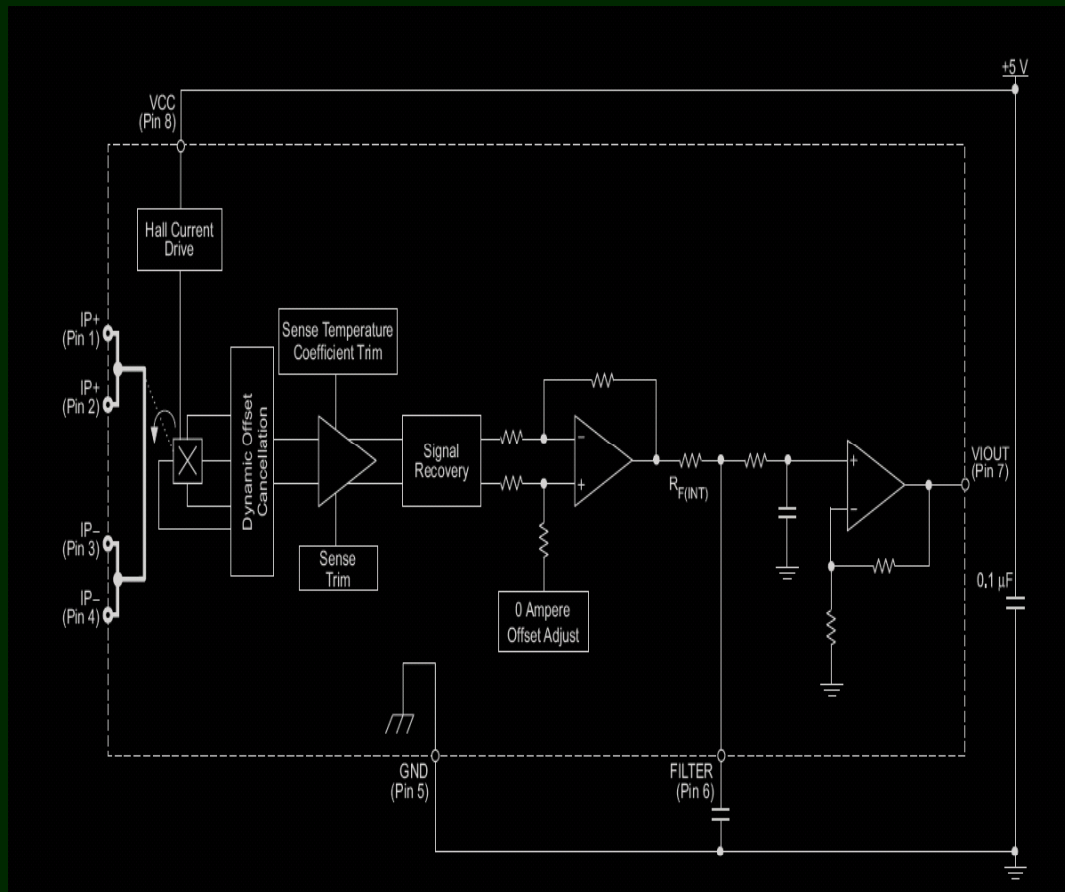 +5 V
VCC
(Pin 8)
Hall Current
Drive
IP+
(Pin 1)
IP+
(Pin 2)
IP−
(Pin 3)
IP−
(Pin 4)
Dynamic Offset
Cancellation
Sense Temperature
Coefficient Trim
Sense
Trim
Signal
Recovery
−
+
0 Ampere
Offset Adjust
RF(INT)
+
−
VIOUT
(Pin 7)
0.1 µF
GND
(Pin 5)
FILTER
(Pin 6)